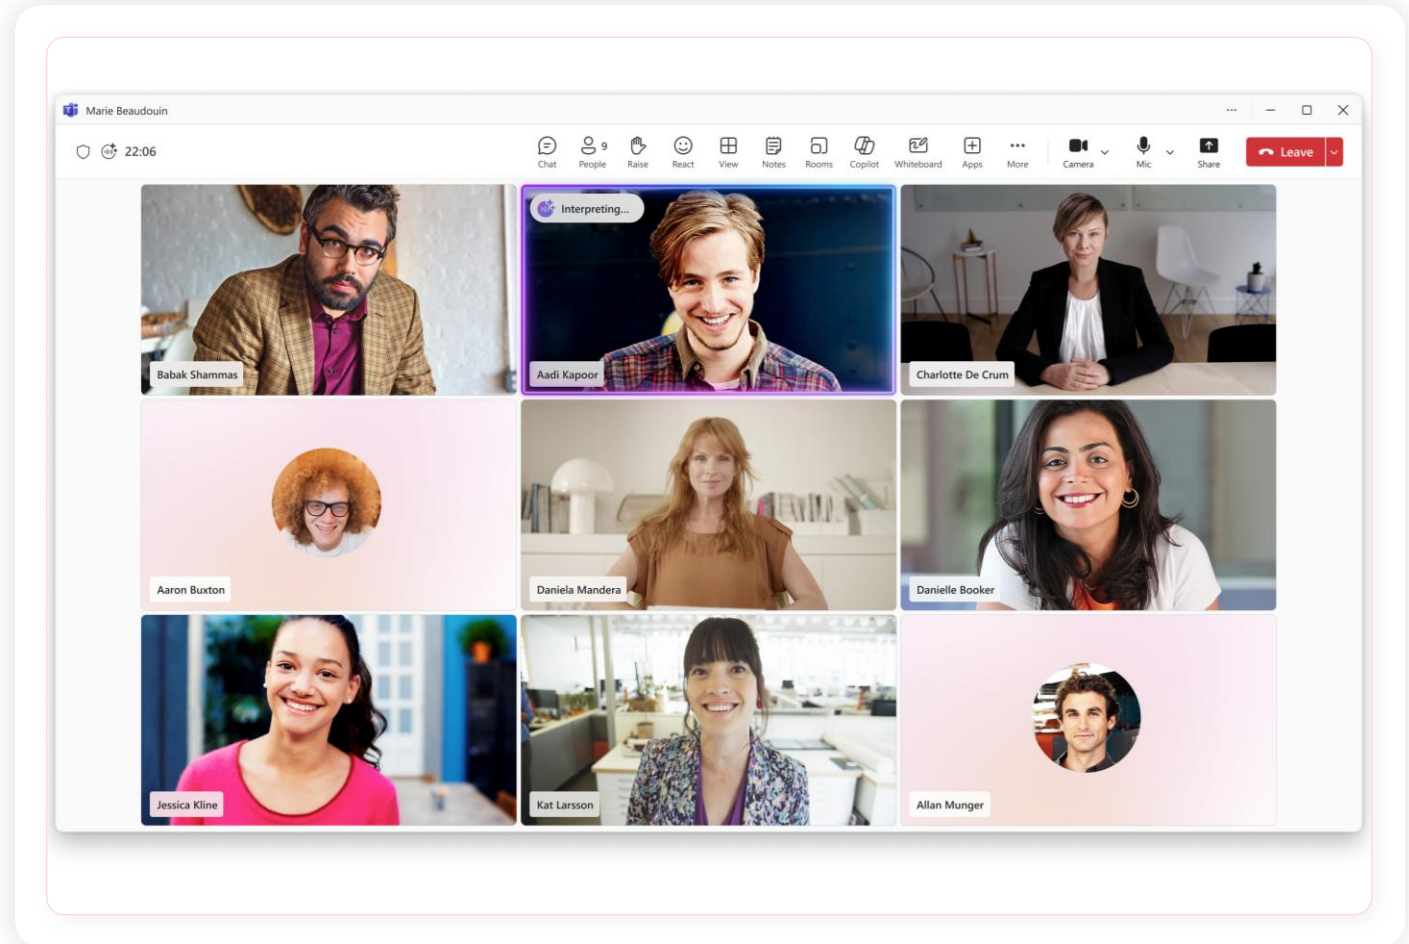 Marie Beaudouin
22:06
9
Chat People Raise React View Notes Rooms Copilot Whiteboard Apps More Camera Mic Share Leave
Interpreting...
Babak Shammas
Aadi Kapoor
Charlotte De Crum
Aaron Buxton
Daniela Mandera
Danielle Booker
Jessica Kline
Kat Larsson
Allan Munger